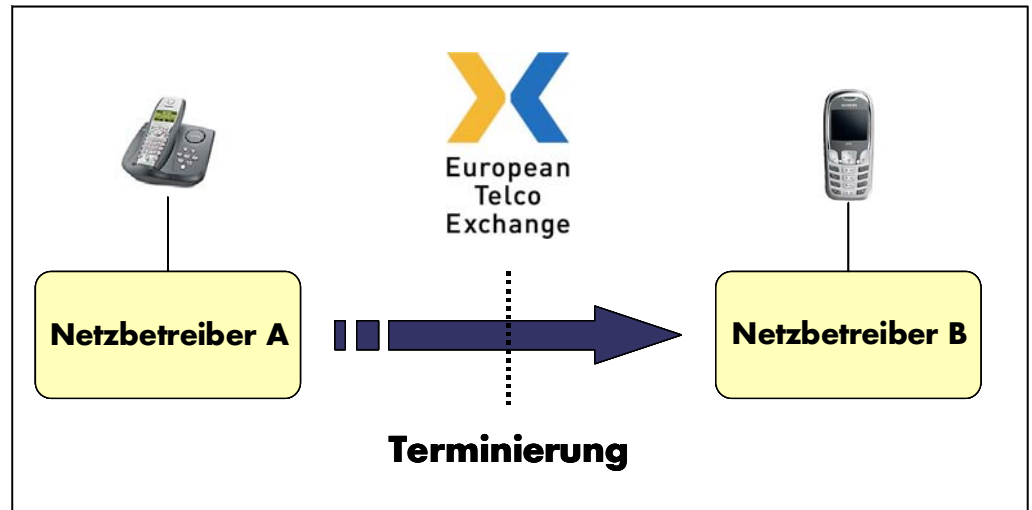 European
Telco
Exchange
Netzbetreiber A
Netzbetreiber B
Terminierung